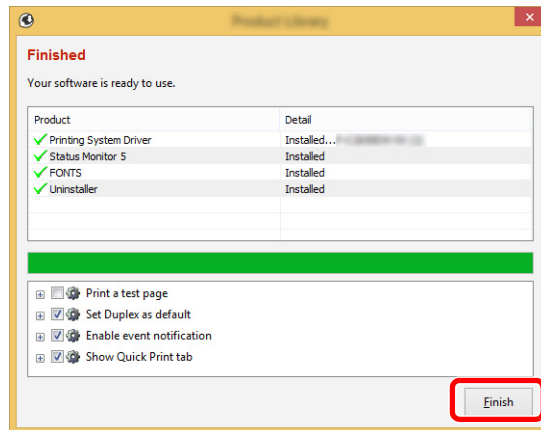 Finished
Your software is ready to use.
Product Detail
Printing System Driver Installed...
Status Monitor 5 Installed
FONTS Installed
Uninstaller Installed
Print a test page
Set Duplex as default
Enable event notification
Show Quick Print tab
Finish